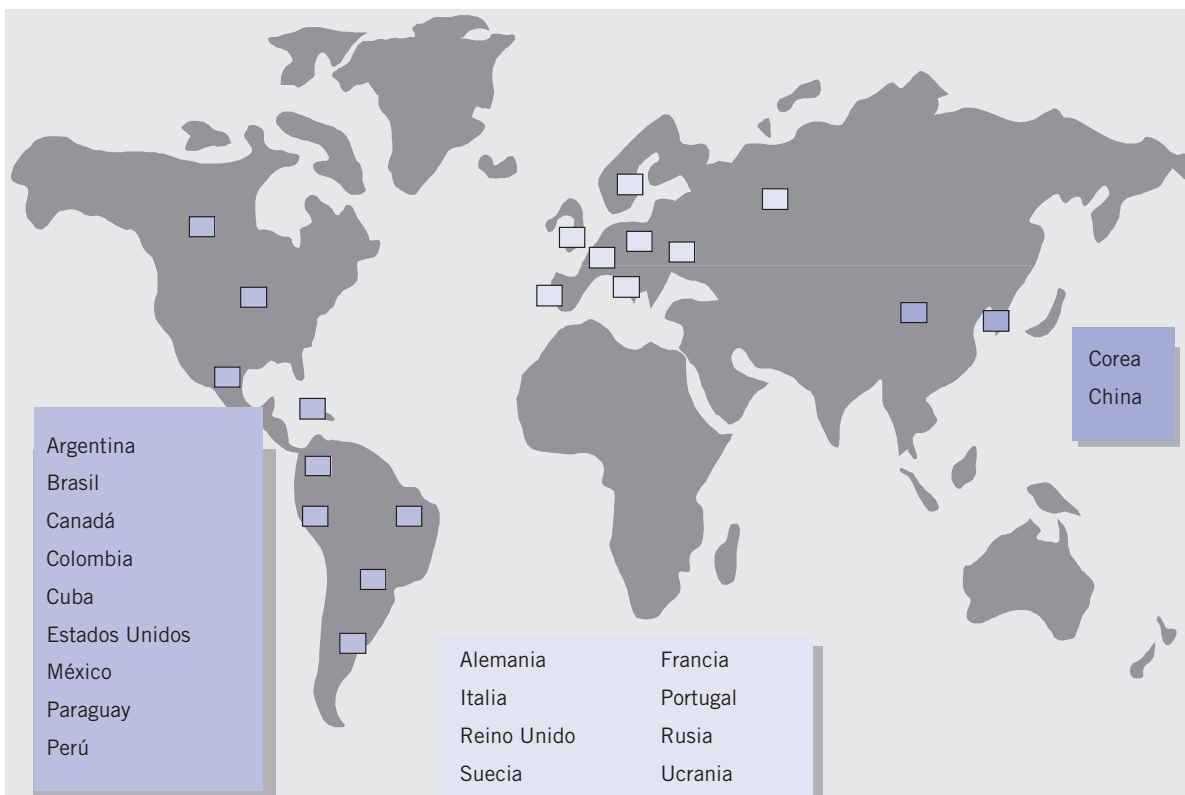 Argentina
Brasil
Canadá
Colombia
Cuba
Estados Unidos
México
Paraguay
Perú
Alemania
Italia
Reino Unido
Suecia
Francia
Portugal
Rusia
Ucrania
Corea
China